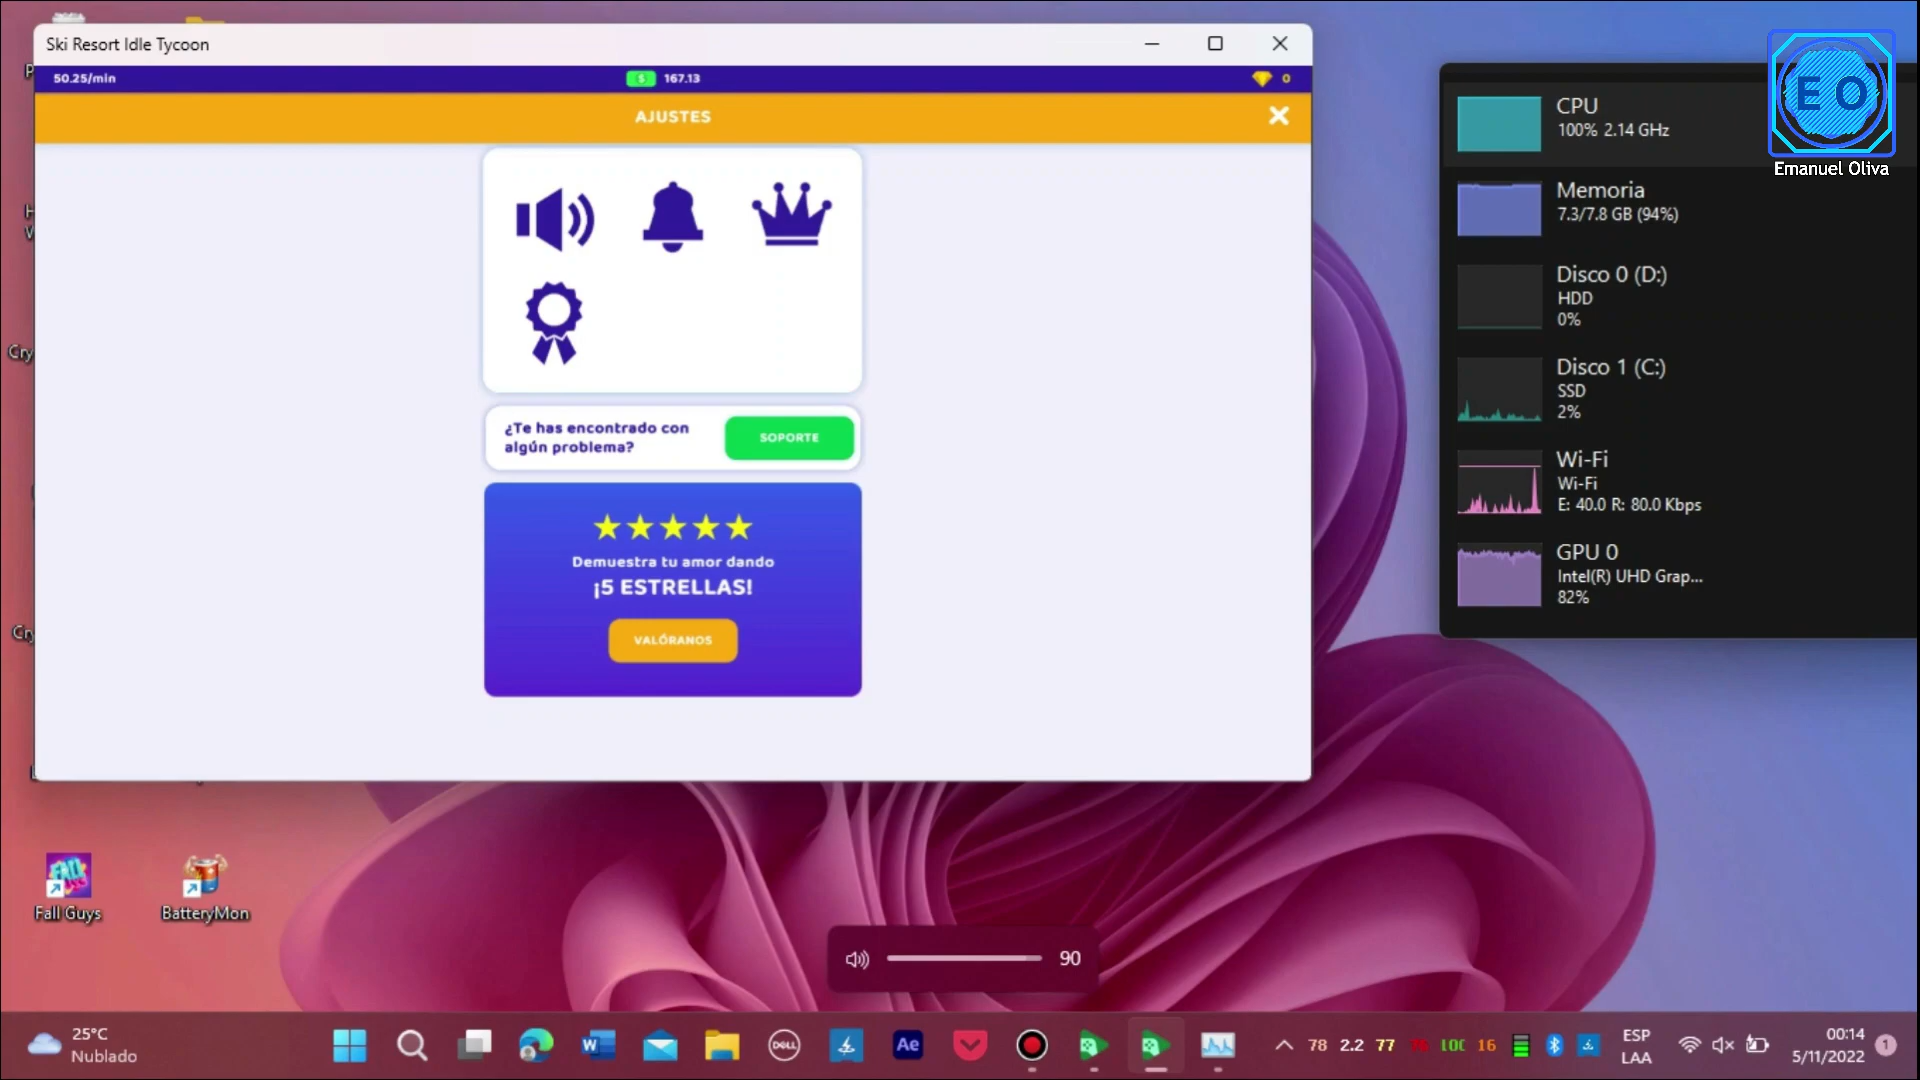 Ski Resort Idle Tycoon
50.25/min
$ 167.13
0
AJUSTES
¿Te has encontrado con
algún problema?
SOPORTE
Demuestra tu amor dando
¡5 ESTRELLAS!
VALÓRANOS
CPU
100% 2.14 GHz
Memoria
7.3/7.8 GB (94%)
Disco 0 (D:)
HDD
0%
Disco 1 (C:)
SSD
2%
Wi-Fi
Wi-Fi
E: 40.0 R: 80.0 Kbps
GPU 0
Intel(R) UHD Grap...
82%
E O
Emanuel Oliva
Cry
Cry
Fall Guys
BatteryMon
90
25°C
Nublado
W
DELL
Ae
78 2.2 77
16
ESP
LAA
00:14
5/11/2022
1